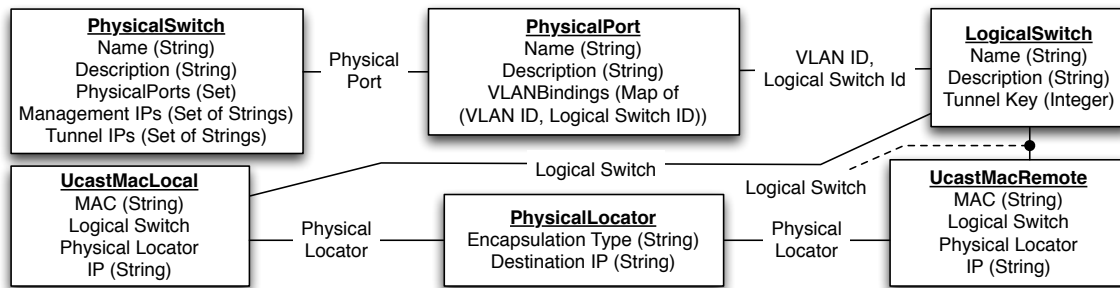 PhysicalSwitch
Name (String)
Description (String)
PhysicalPorts (Set)
Management IPs (Set of Strings)
Tunnel IPs (Set of Strings)
Physical
Port
PhysicalPort
Name (String)
Description (String)
VLANBindings (Map of
(VLAN ID, Logical Switch ID))
VLAN ID,
Logical Switch Id
LogicalSwitch
Name (String)
Description (String)
Tunnel Key (Integer)
Logical Switch
Logical Switch
UcastMacLocal
MAC (String)
Logical Switch
Physical Locator
IP (String)
Physical
Locator
PhysicalLocator
Encapsulation Type (String)
Destination IP (String)
Physical
Locator
UcastMacRemote
MAC (String)
Logical Switch
Physical Locator
IP (String)